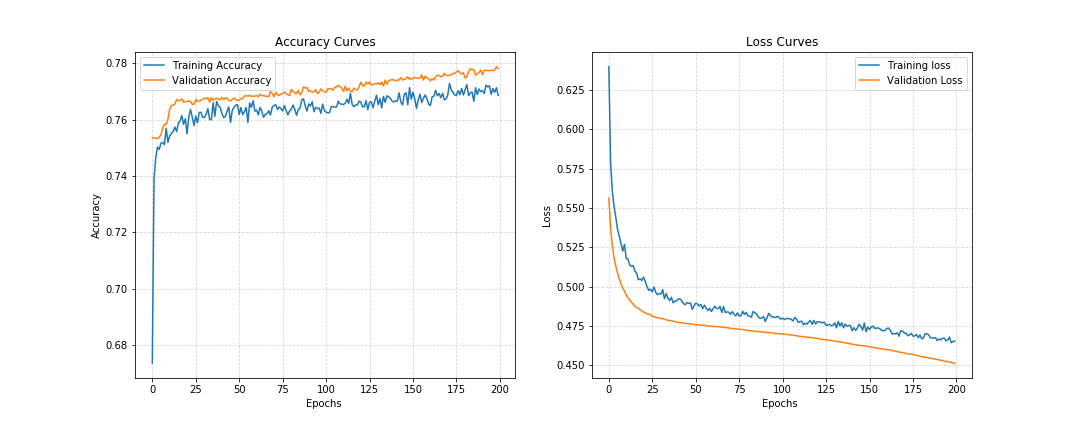 Accuracy Curves
Training Accuracy
Validation Accuracy
0.78
0.76
0.74
0.72
0.70
0.68
Accuracy
0 25 50 75 100 125 150 175 200
Epochs
Loss Curves
Training loss
Validation Loss
0.625
0.600
0.575
0.550
0.525
0.500
0.475
0.450
Loss
0 25 50 75 100 125 150 175 200
Epochs